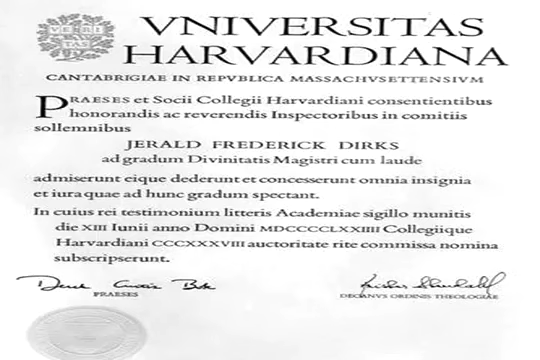 VE RI
TAS
VNIVERSITAS
HARVARDIANA
CANTABRIGIAE IN REPVBLICA MASSACHVSETTENSIVM
PRAESES et Socii Collegii Harvardiani consentientibus
honorandis ac reverendis Inspectoribus in comitiis
sollemnibus
JERALD FREDERICK DIRKS
ad gradum Divinitatis Magistri cum laude
admiserunt eique dederunt et concesserunt omnia insignia
et iura quae ad hunc gradum spectant.
In cuius rei testimonium litteris Academiae sigillo munitis
die XIII Iunii anno Domini MDCCCCLXXIIII Collegiique
Harvardiani CCCXXXVIII auctoritate rite commissa nomina
subscripserunt.
Derek Curtis Bok
PRAESES
DECANVS ORDINIS THEOLOGIAE